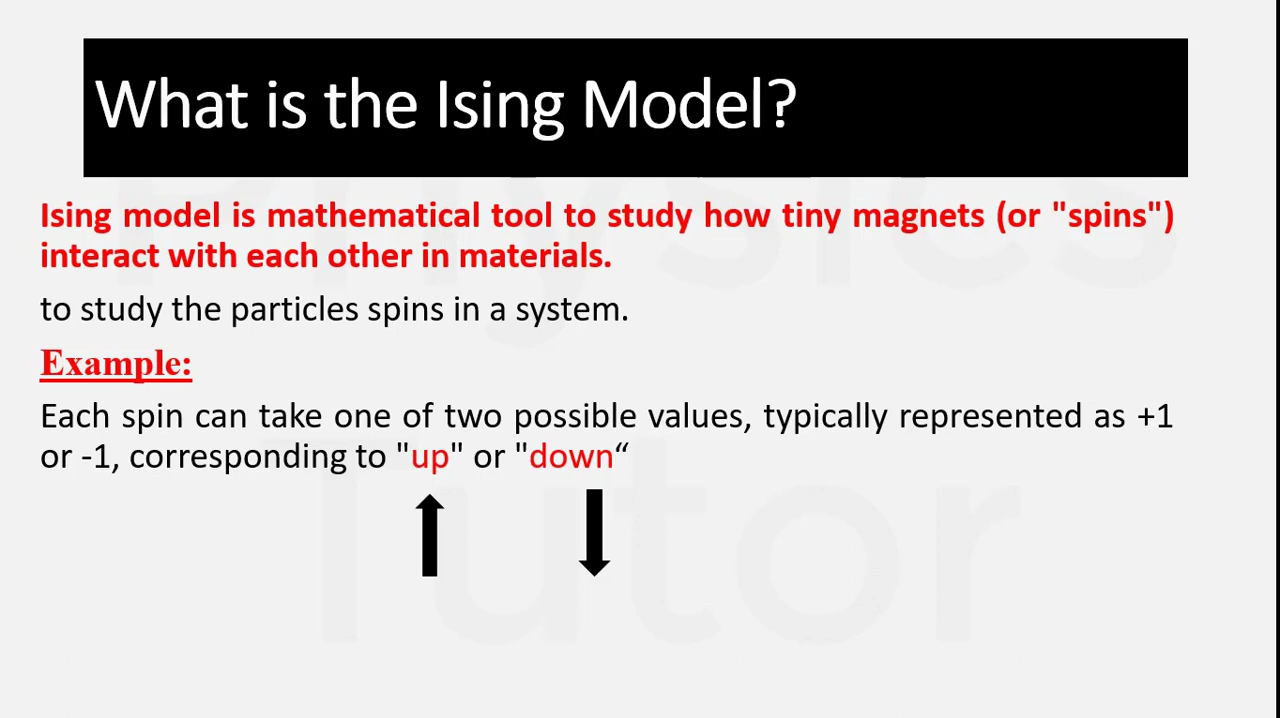 What is the Ising Model?
Ising model is mathematical tool to study how tiny magnets (or "spins")
interact with each other in materials.
to study the particles spins in a system.
Example:
Each spin can take one of two possible values, typically represented as +1
or -1, corresponding to "up" or "down“
Physics
Tutor